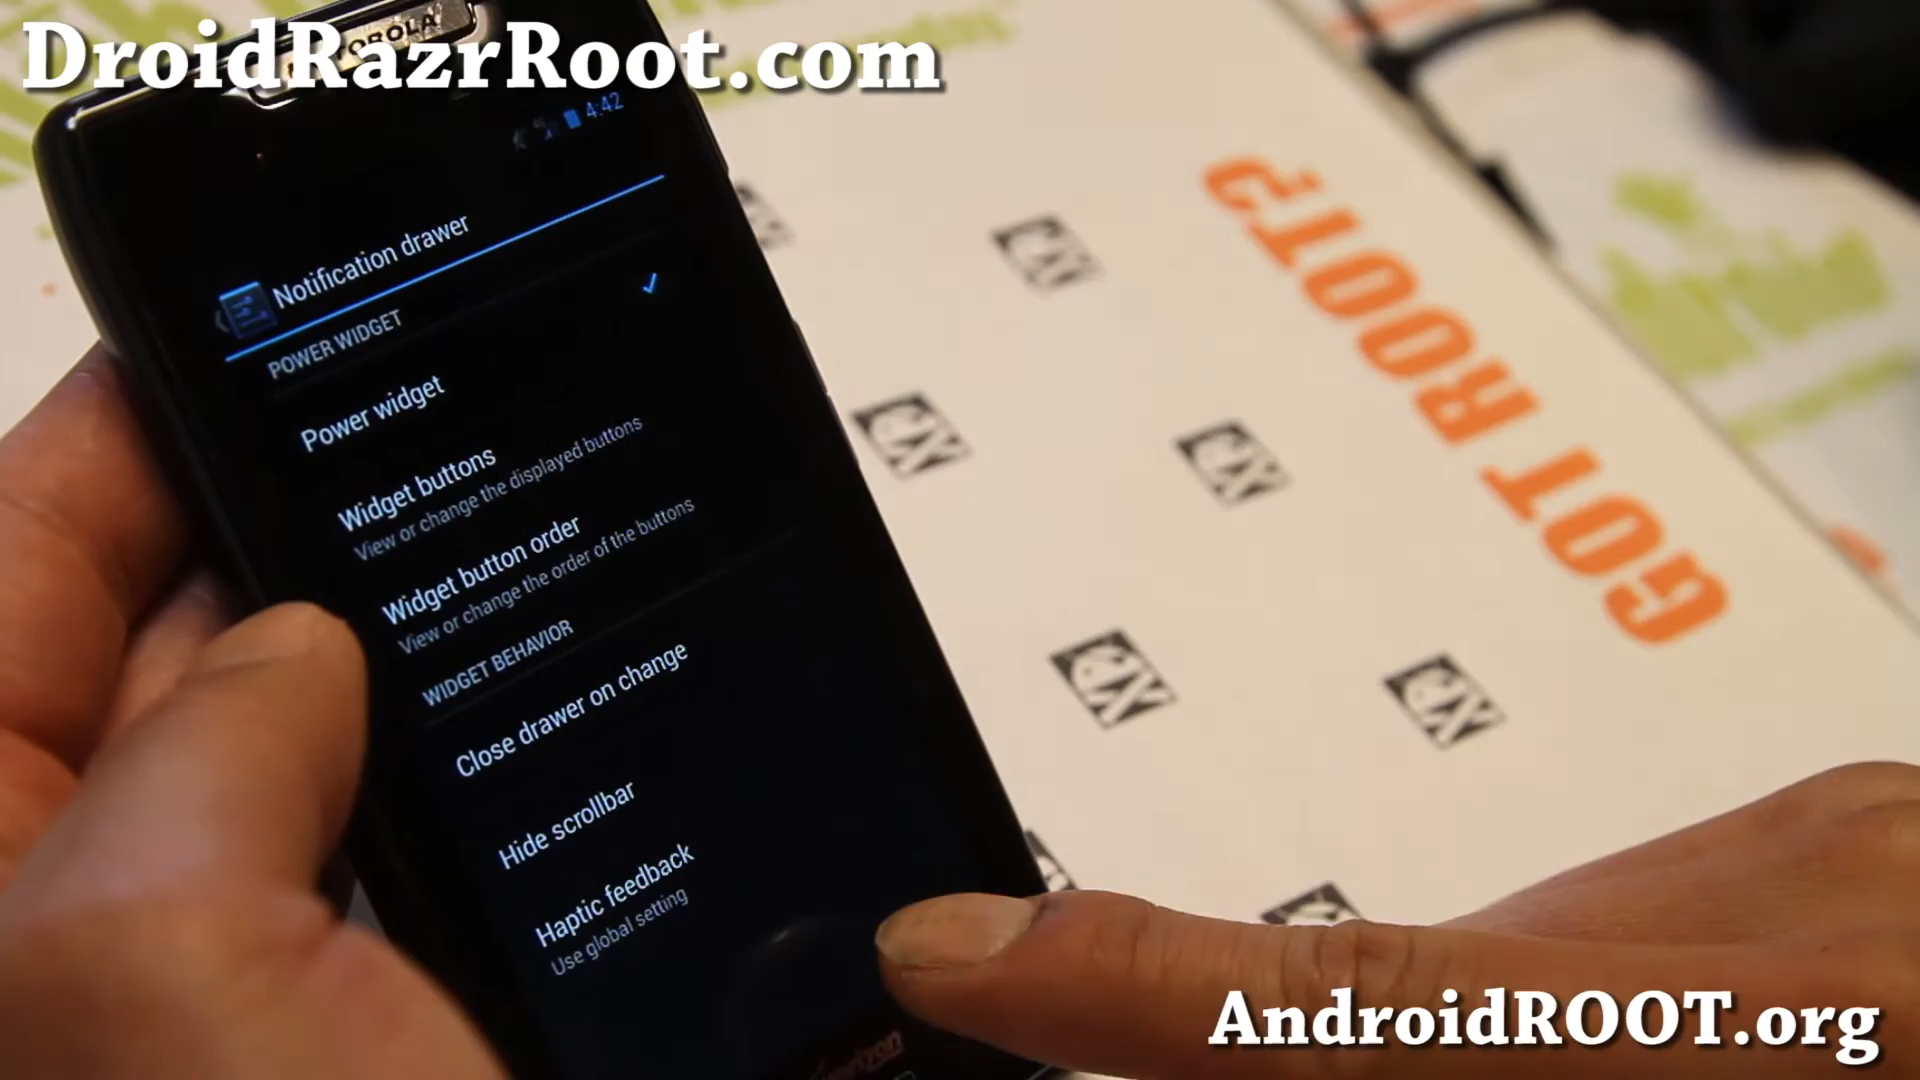 DroidRazrRoot.com
MOTOROLA
4:42
Notification drawer
POWER WIDGET
Power widget
Widget buttons
View or change the displayed buttons
Widget button order
View or change the order of the buttons
WIDGET BEHAVIOR
Close drawer on change
Hide scrollbar
Haptic feedback
Use global setting
verizon
GOT ROOT?
AndroidROOT.org